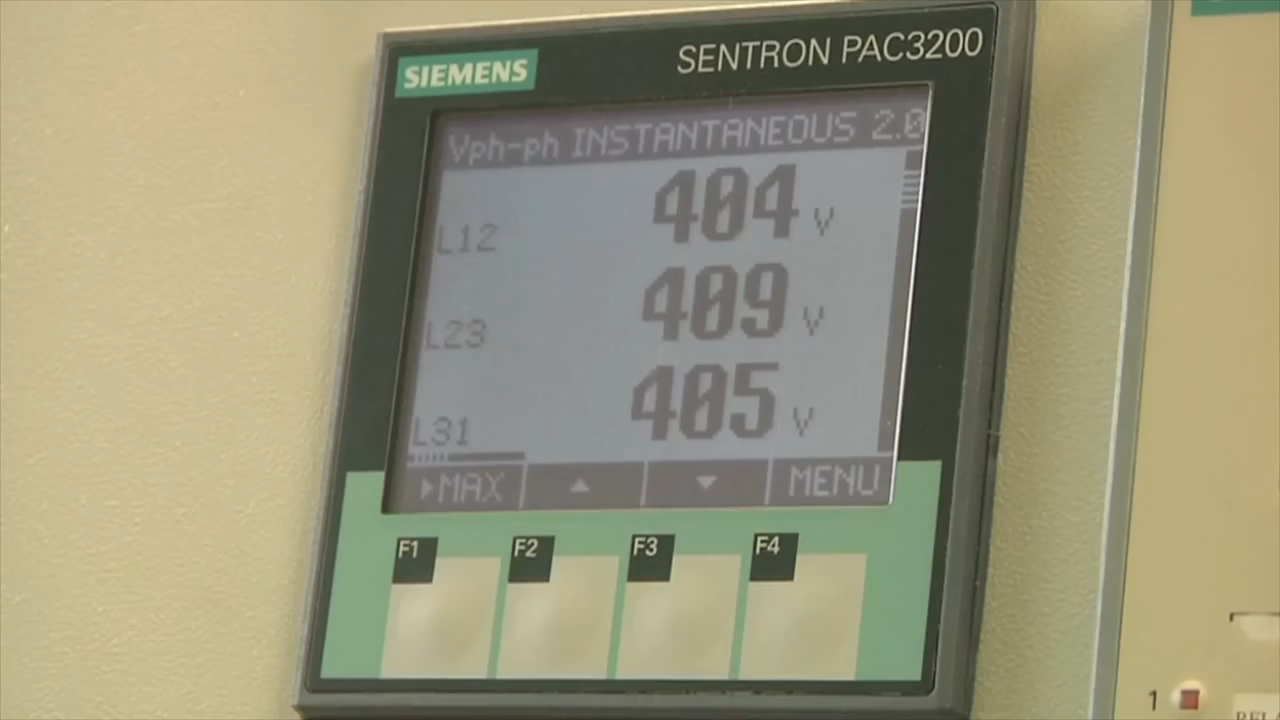 SIEMENS
SENTRON PAC3200
Vph-ph INSTANTANEOUS 2.0
L12 404 V
L23 409 V
L31 405 V
►MAX ▲ ▼ MENU
F1 F2 F3 F4
1